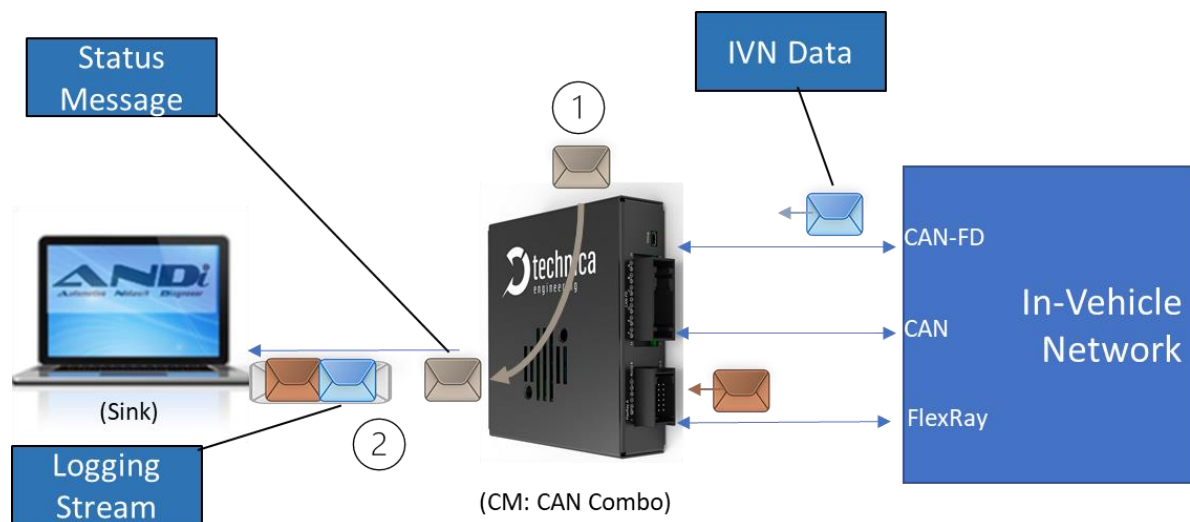 Status
Message
IVN Data
1
CAN-FD
technica
engineering
ANDi
In-Vehicle
Network
CAN
(Sink)
FlexRay
2
Logging
Stream
(CM: CAN Combo)